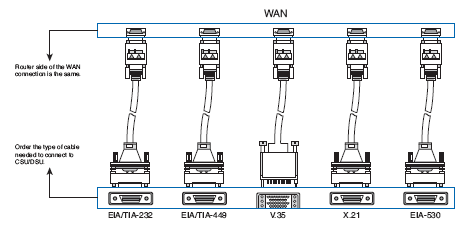 WAN
Router side of the WAN
connection is the same.
Order the type of cable
needed to connect to
CSU/DSU.
EIA/TIA-232 EIA/TIA-449 V.35 X.21 EIA-530